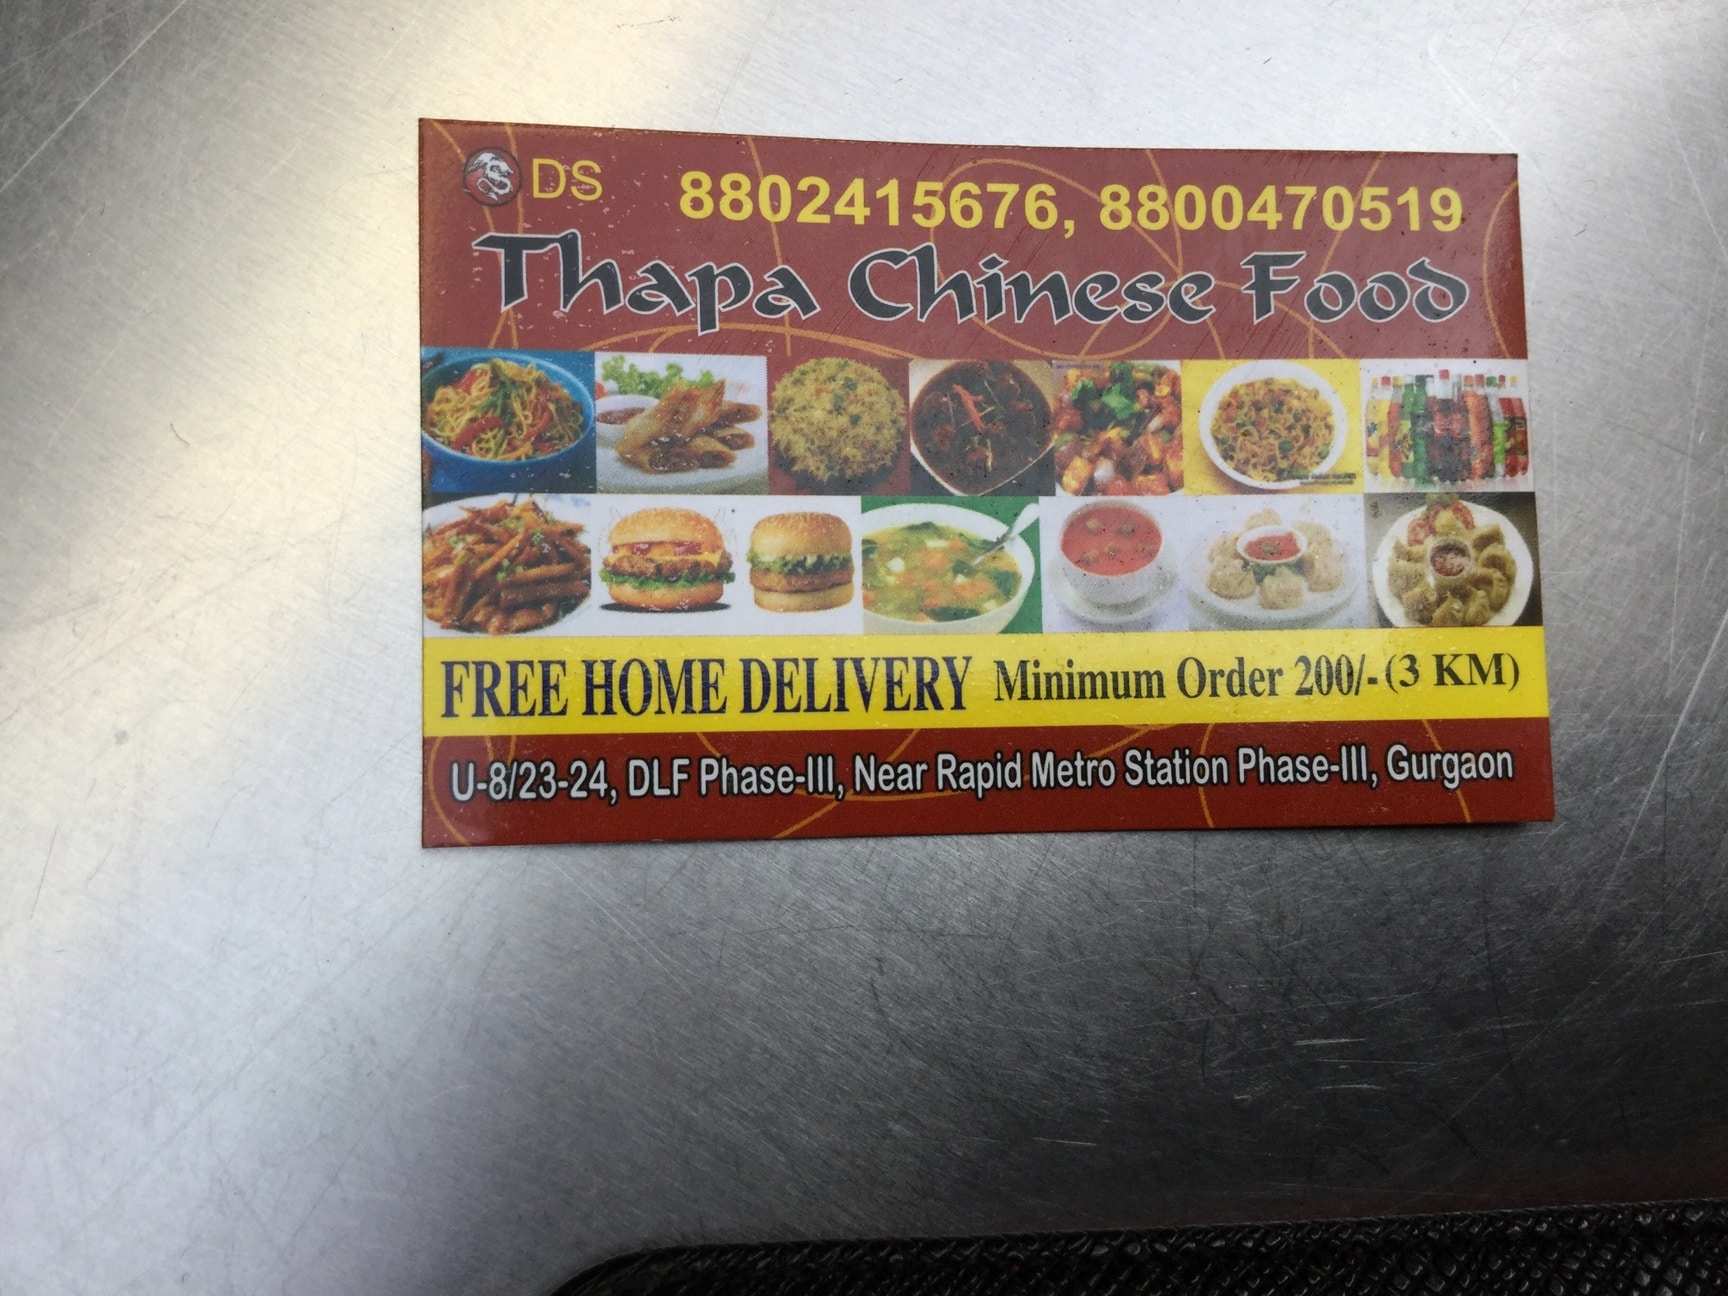 DS
8802415676, 8800470519
Thapa Chinese Food
FREE HOME DELIVERY Minimum Order 200/- (3 KM)
U-8/23-24, DLF Phase-III, Near Rapid Metro Station Phase-III, Gurgaon